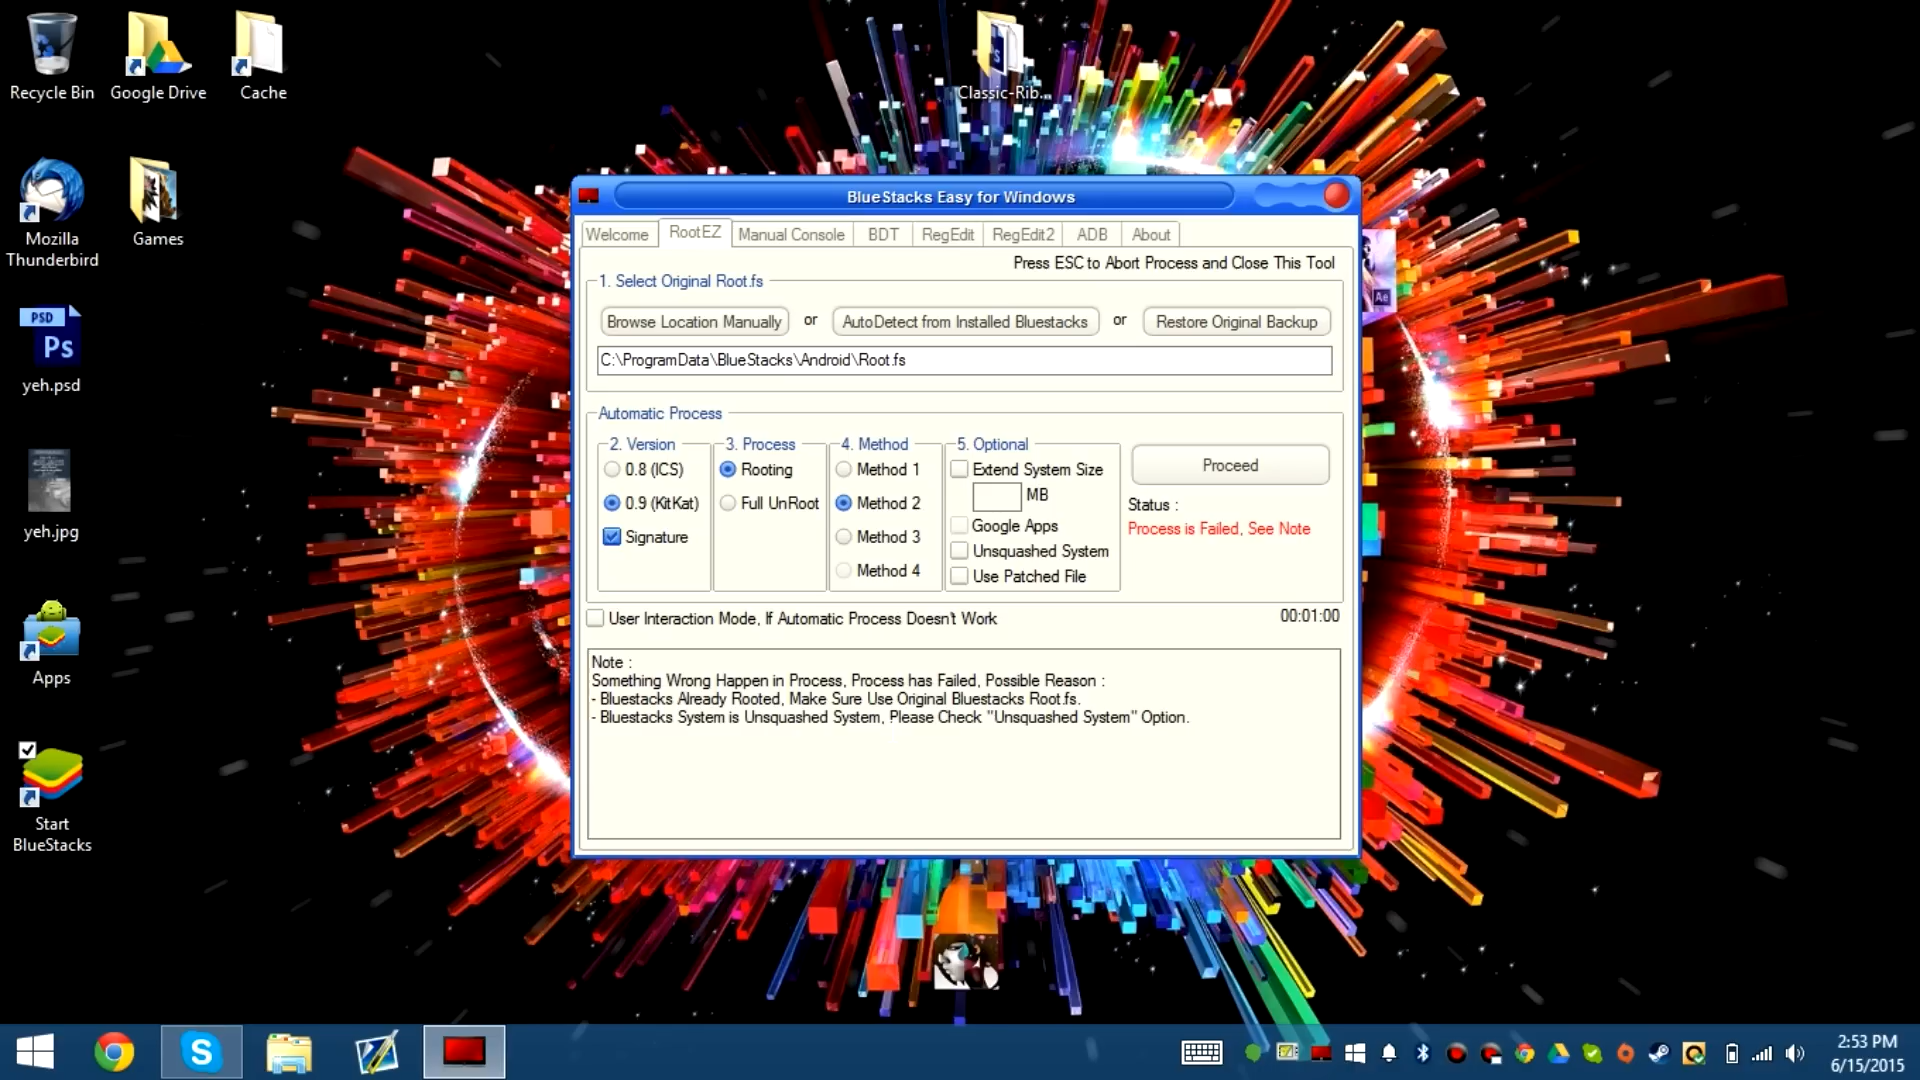 Recycle Bin
Google Drive
Cache
Classic-Rib...
Mozilla
Thunderbird
Games
PSD
Ps
yeh.psd
yeh.jpg
Apps
Start
BlueStacks
Ae
BlueStacks Easy for Windows
Welcome
RootEZ
Manual Console
BDT
RegEdit
RegEdit2
ADB
About
Press ESC to Abort Process and Close This Tool
1. Select Original Root.fs
Browse Location Manually
or
AutoDetect from Installed Bluestacks
or
Restore Original Backup
C:\ProgramData\BlueStacks\Android\Root.fs
Automatic Process
2. Version
0.8 (ICS)
0.9 (KitKat)
Signature
3. Process
Rooting
Full UnRoot
4. Method
Method 1
Method 2
Method 3
Method 4
5. Optional
Extend System Size
MB
Google Apps
Unsquashed System
Use Patched File
Proceed
Status :
Process is Failed, See Note
User Interaction Mode, If Automatic Process Doesn't Work
00:01:00
Note :
Something Wrong Happen in Process, Process has Failed, Possible Reason :
- Bluestacks Already Rooted, Make Sure Use Original Bluestacks Root.fs.
- Bluestacks System is Unsquashed System, Please Check "Unsquashed System" Option.
2:53 PM
6/15/2015